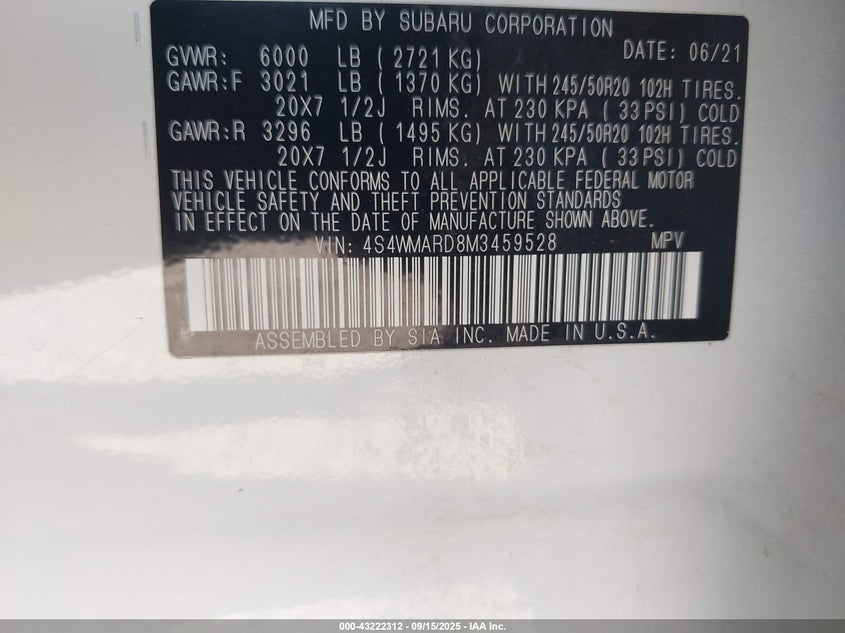 MFD BY SUBARU CORPORATION
GVWR: 6000 LB ( 2721 KG) DATE: 06/21
GAWR:F 3021 LB ( 1370 KG) WITH 245/50R20 102H TIRES.
20X7 1/2J RIMS. AT 230 KPA ( 33 PSI) COLD
GAWR:R 3296 LB ( 1495 KG) WITH 245/50R20 102H TIRES.
20X7 1/2J RIMS. AT 230 KPA ( 33 PSI) COLD
THIS VEHICLE CONFORMS TO ALL APPLICABLE FEDERAL MOTOR
VEHICLE SAFETY AND THEFT PREVENTION STANDARDS
IN EFFECT ON THE DATE OF MANUFACTURE SHOWN ABOVE.
VIN: 4S4WMARD8M3459528 MPV
ASSEMBLED BY SIA INC. MADE IN U.S.A.
000-43222312 - 09/15/2025 - IAA Inc.